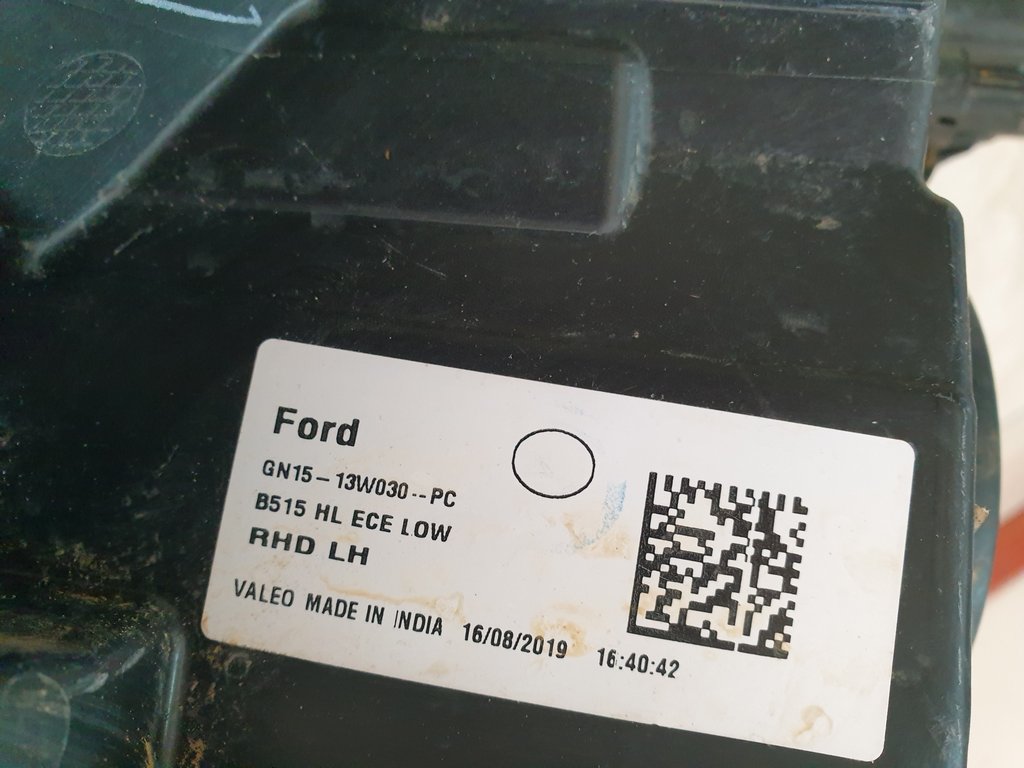 Ford
GN15-13W030--PC
B515 HL ECE LOW
RHD LH
VALEO MADE IN INDIA 16/08/2019 16:40:42